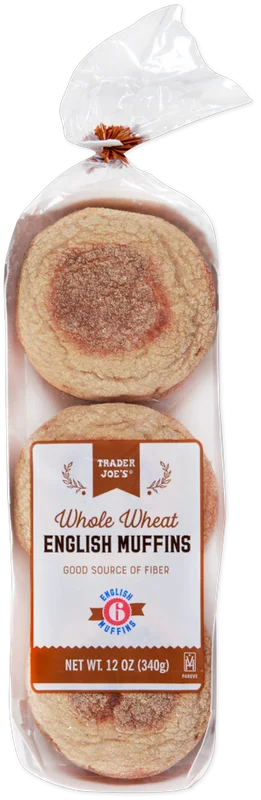 TRADER
JOE'S®
Whole Wheat
ENGLISH MUFFINS
GOOD SOURCE OF FIBER
ENGLISH
6
MUFFINS
NET WT. 12 OZ (340g)
PAREVE